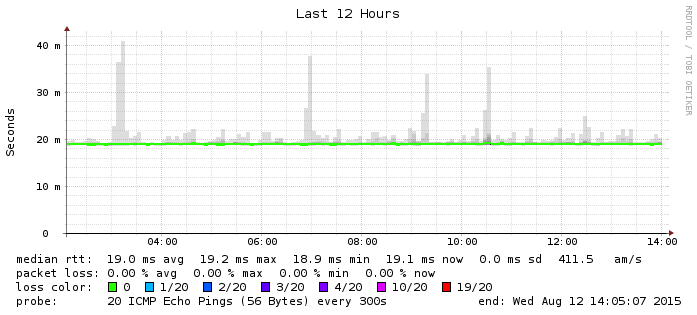 Last 12 Hours
RRDTOOL / TOBI OETIKER
Seconds
40 m
30 m
20 m
10 m
0
04:00 06:00 08:00 10:00 12:00 14:00
median rtt: 19.0 ms avg 19.2 ms max 18.9 ms min 19.1 ms now 0.0 ms sd 411.5 am/s
packet loss: 0.00 % avg 0.00 % max 0.00 % min 0.00 % now
loss color: 0 1/20 2/20 3/20 4/20 10/20 19/20
probe: 20 ICMP Echo Pings (56 Bytes) every 300s end: Wed Aug 12 14:05:07 2015